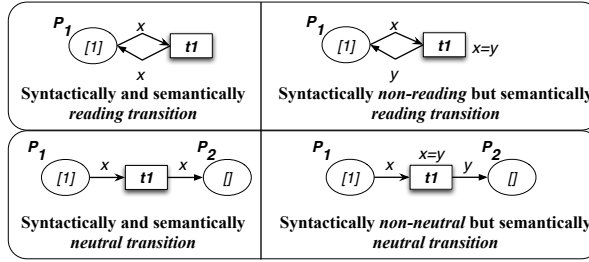 P1
x
[1]
t1
x
Syntactically and semantically
reading transition
P1
x
[1]
t1
x=y
y
Syntactically non-reading but semantically
reading transition
P1
P2
[1]
x
t1
x
[]
Syntactically and semantically
neutral transition
P1
P2
x=y
[1]
x
t1
y
[]
Syntactically non-neutral but semantically
neutral transition